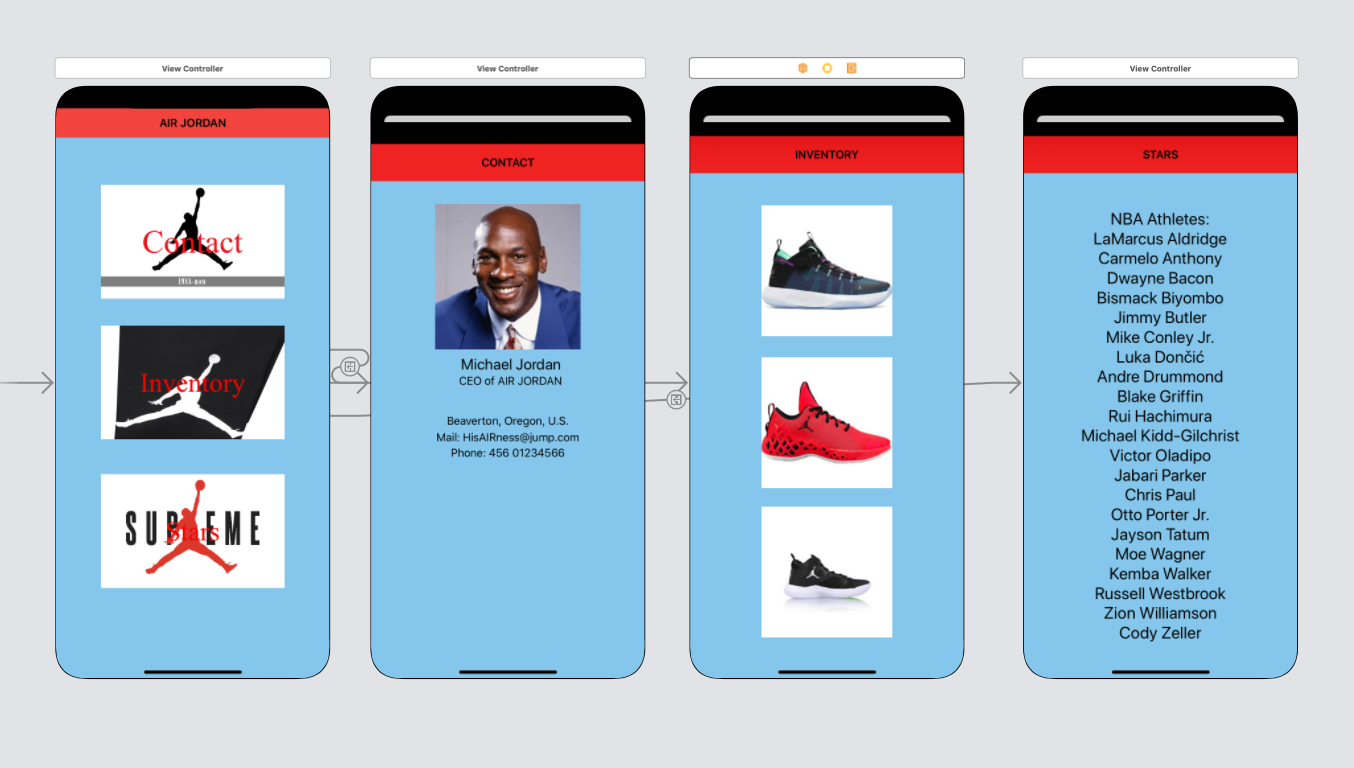 View Controller
AIR JORDAN
Contact
1985-now
Inventory
SUPREME
Stars
View Controller
CONTACT
Michael Jordan
CEO of AIR JORDAN
Beaverton, Oregon, U.S.
Mail: HisAIRness@jump.com
Phone: 456 01234566
INVENTORY
View Controller
STARS
NBA Athletes:
LaMarcus Aldridge
Carmelo Anthony
Dwayne Bacon
Bismack Biyombo
Jimmy Butler
Mike Conley Jr.
Luka Dončić
Andre Drummond
Blake Griffin
Rui Hachimura
Michael Kidd-Gilchrist
Victor Oladipo
Jabari Parker
Chris Paul
Otto Porter Jr.
Jayson Tatum
Moe Wagner
Kemba Walker
Russell Westbrook
Zion Williamson
Cody Zeller